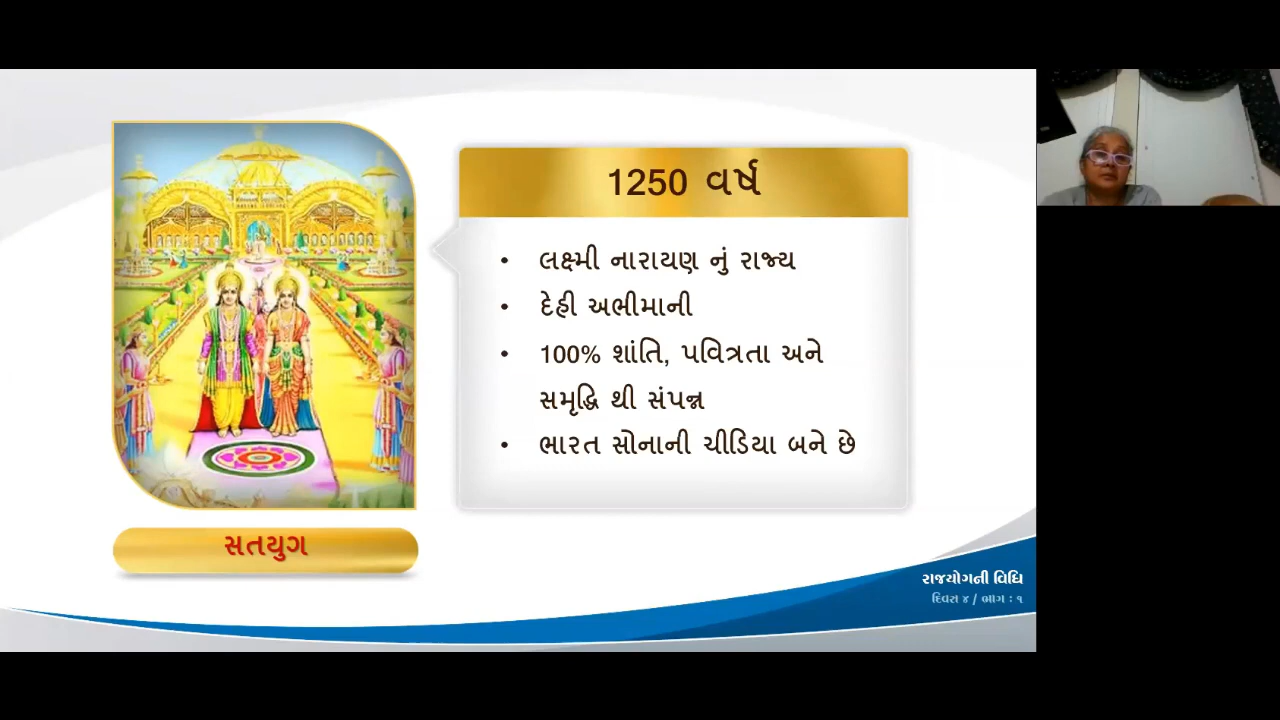 1250 વર્ષ
• લક્ષ્મી નારાયણ નું રાજ્ય
• દેહી અભીમાની
• 100% શાંતિ, પવિત્રતા અને
સમૃદ્ધિ થી સંપન્ન
• ભારત સોનાની ચીડિયા બને છે
સતયુગ
રાજયોગની વિધિ
દિવસ ૪ / ભાગ : ૧